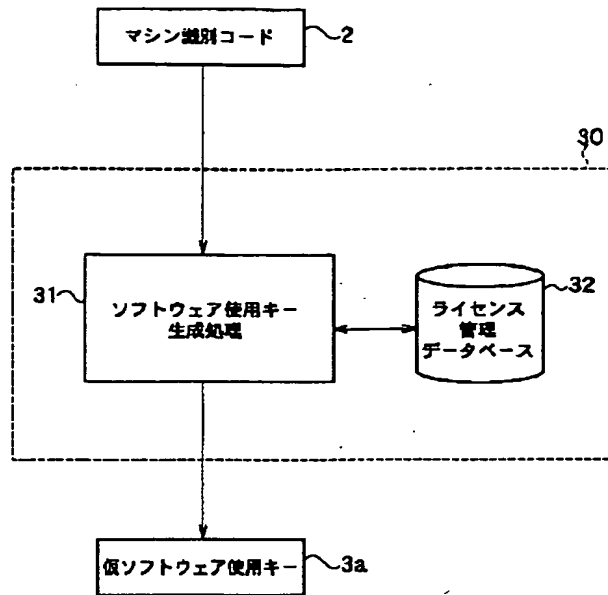 マシン識別コード
2
30
31
ソフトウェア使用キー
生成処理
32
ライセンス
管理
データベース
仮ソフトウェア使用キー
3a